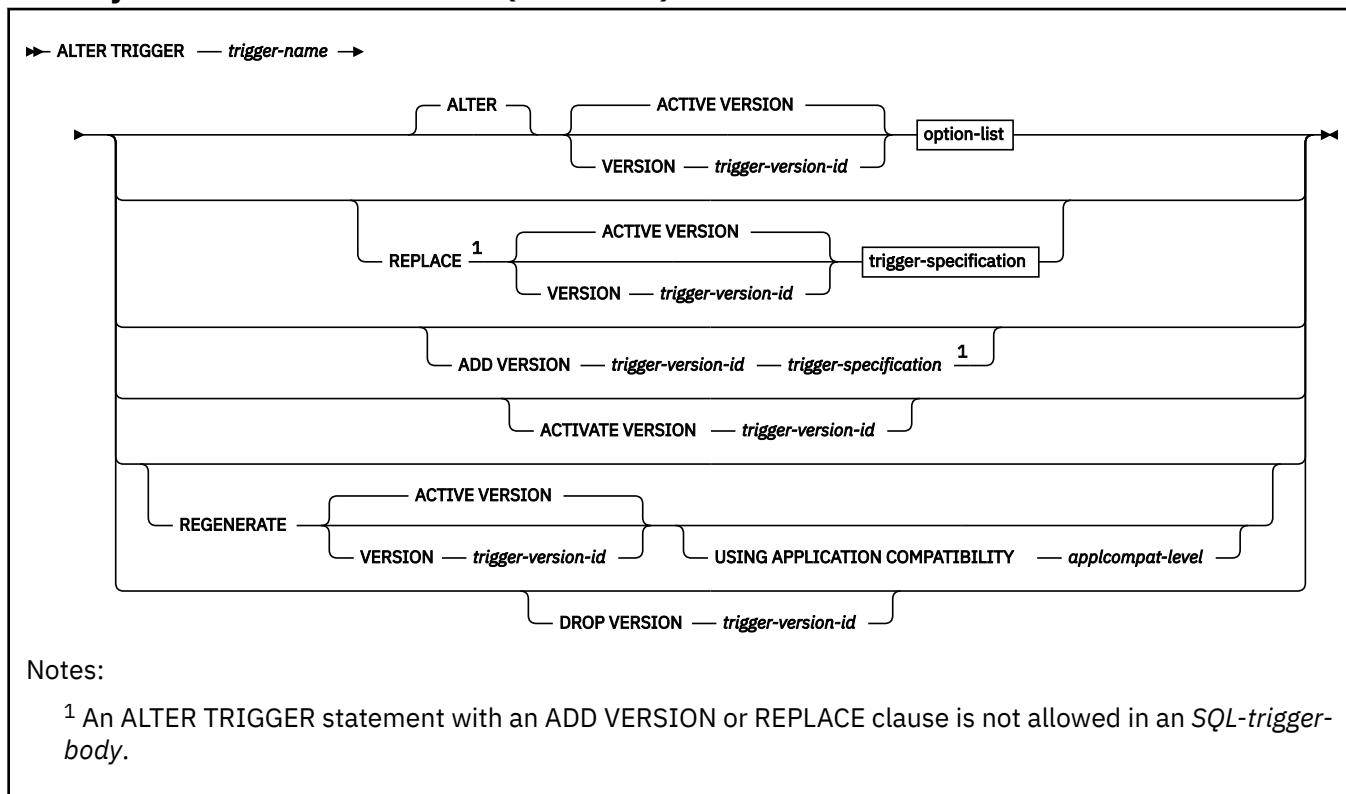 ALTER TRIGGER trigger-name
ALTER ACTIVE VERSION
option-list
VERSION trigger-version-id
ACTIVE VERSION
REPLACE 1 trigger-specification
VERSION trigger-version-id
ADD VERSION trigger-version-id trigger-specification 1
ACTIVATE VERSION trigger-version-id
ACTIVE VERSION
REGENERATE
VERSION trigger-version-id USING APPLICATION COMPATIBILITY applcompat-level
DROP VERSION trigger-version-id
Notes:
1 An ALTER TRIGGER statement with an ADD VERSION or REPLACE clause is not allowed in an SQL-trigger-
body.